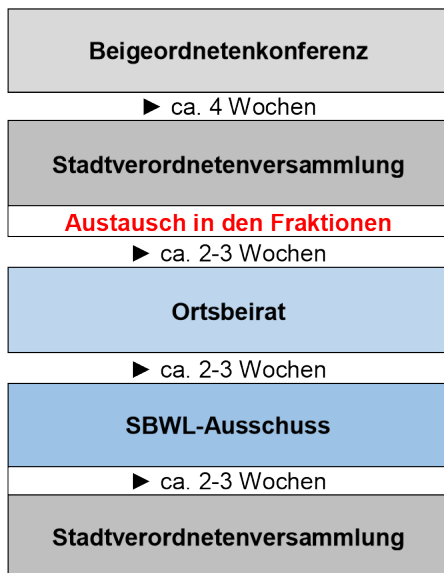 Beigeordnetenkonferenz
► ca. 4 Wochen
Stadtverordnetenversammlung
Austausch in den Fraktionen
► ca. 2-3 Wochen
Ortsbeirat
► ca. 2-3 Wochen
SBWL-Ausschuss
► ca. 2-3 Wochen
Stadtverordnetenversammlung